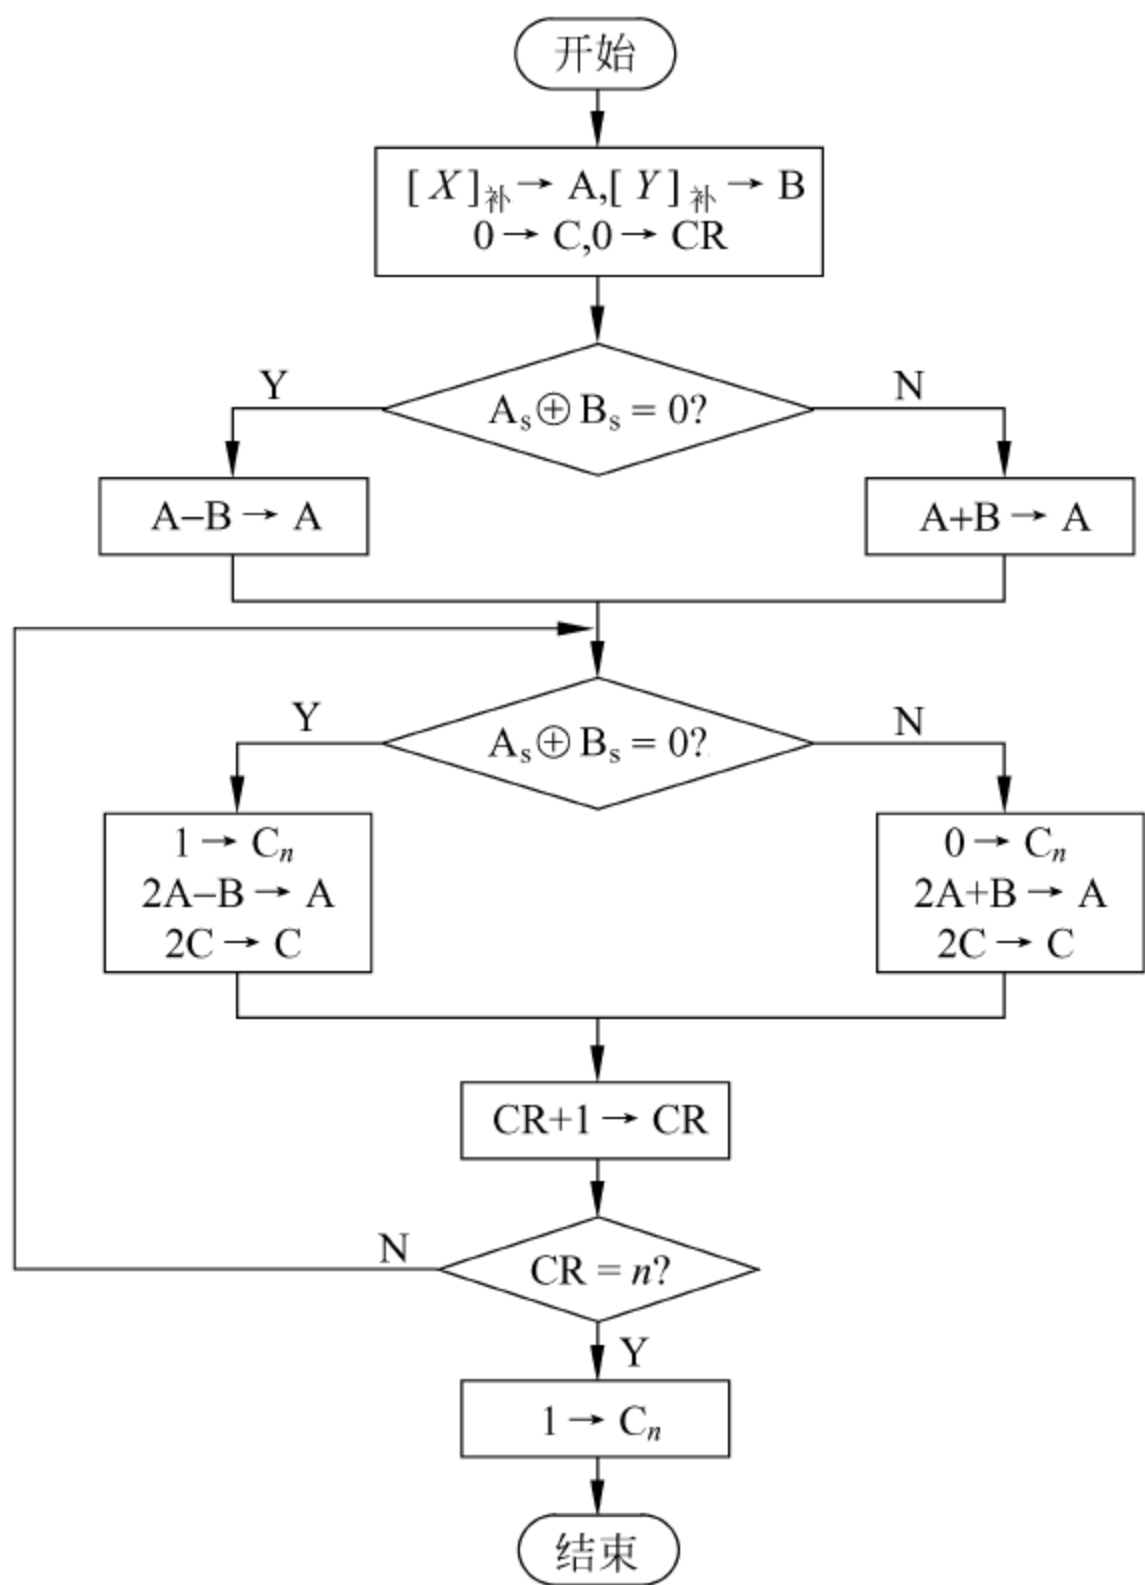 开始
[X]补→A,[Y]补→B
0→C,0→CR
Y
N
As⊕Bs=0?
A−B→A
A+B→A
Y
N
As⊕Bs=0?
1→Cn
2A−B→A
2C→C
0→Cn
2A+B→A
2C→C
CR+1→CR
N
CR=n?
Y
1→Cn
结束